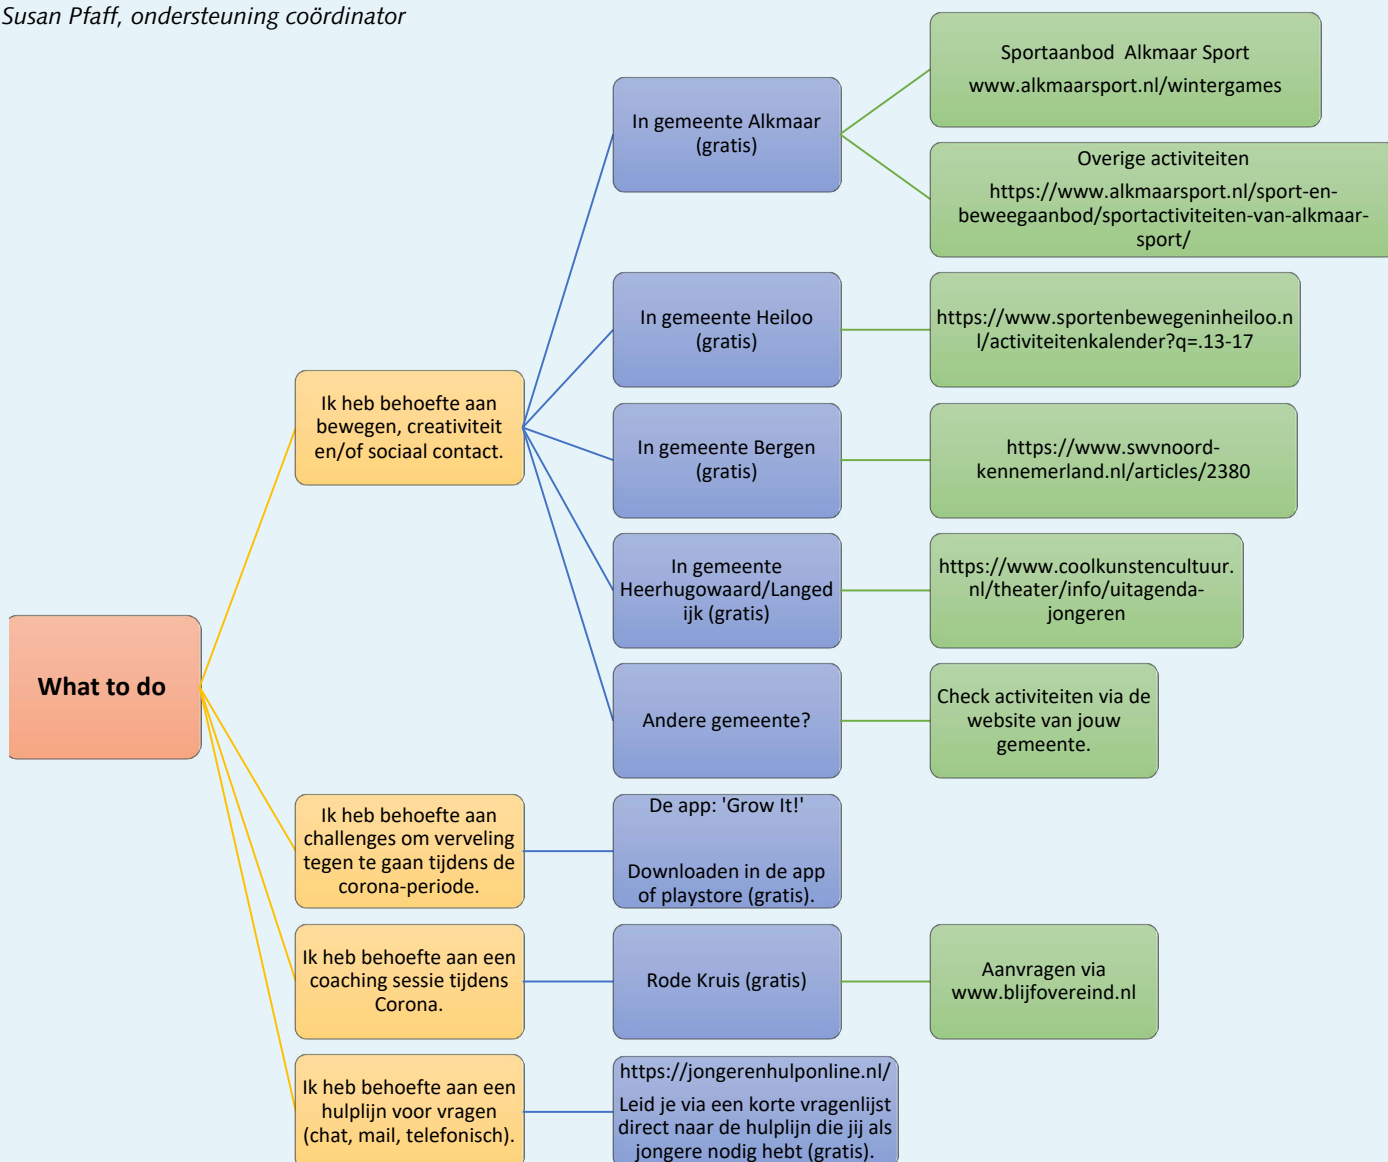 Susan Pfaff, ondersteuning coördinator
What to do
Ik heb behoefte aan
bewegen, creativiteit
en/of sociaal contact.
In gemeente Alkmaar
(gratis)
Sportaanbod  Alkmaar Sport
www.alkmaarsport.nl/wintergames
Overige activiteiten
https://www.alkmaarsport.nl/sport-en-
beweegaanbod/sportactiviteiten-van-alkmaar-
sport/
In gemeente Heiloo
(gratis)
https://www.sportenbewegeninheiloo.n
l/activiteitenkalender?q=.13-17
In gemeente Bergen
(gratis)
https://www.swvnoord-
kennemerland.nl/articles/2380
In gemeente
Heerhugowaard/Langed
ijk (gratis)
https://www.coolkunstencultuur.
nl/theater/info/uitagenda-
jongeren
Andere gemeente?
Check activiteiten via de
website van jouw
gemeente.
Ik heb behoefte aan
challenges om verveling
tegen te gaan tijdens de
corona-periode.
De app: 'Grow It!'
Downloaden in de app
of playstore (gratis).
Ik heb behoefte aan een
coaching sessie tijdens
Corona.
Rode Kruis (gratis)
Aanvragen via
www.blijfovereind.nl
Ik heb behoefte aan een
hulplijn voor vragen
(chat, mail, telefonisch).
https://jongerenhulponline.nl/
Leid je via een korte vragenlijst
direct naar de hulplijn die jij als
jongere nodig hebt (gratis).